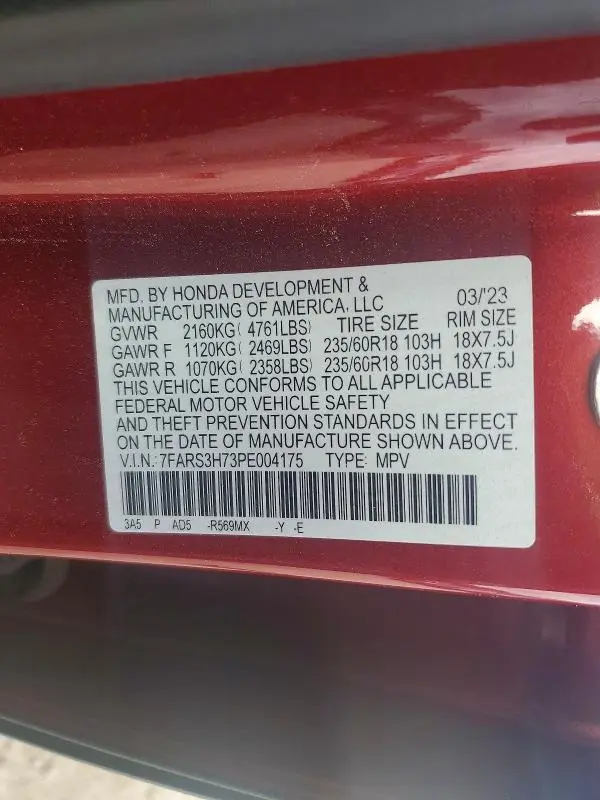 MFD. BY HONDA DEVELOPMENT &
MANUFACTURING OF AMERICA, LLC 03/'23
GVWR 2160KG( 4761LBS) TIRE SIZE RIM SIZE
GAWR F 1120KG( 2469LBS) 235/60R18 103H 18X7.5J
GAWR R 1070KG( 2358LBS) 235/60R18 103H 18X7.5J
THIS VEHICLE CONFORMS TO ALL APPLICABLE
FEDERAL MOTOR VEHICLE SAFETY
AND THEFT PREVENTION STANDARDS IN EFFECT
ON THE DATE OF MANUFACTURE SHOWN ABOVE.
V.I.N.: 7FARS3H73PE004175 TYPE: MPV
3A5 P AD5 -R569MX -Y -E